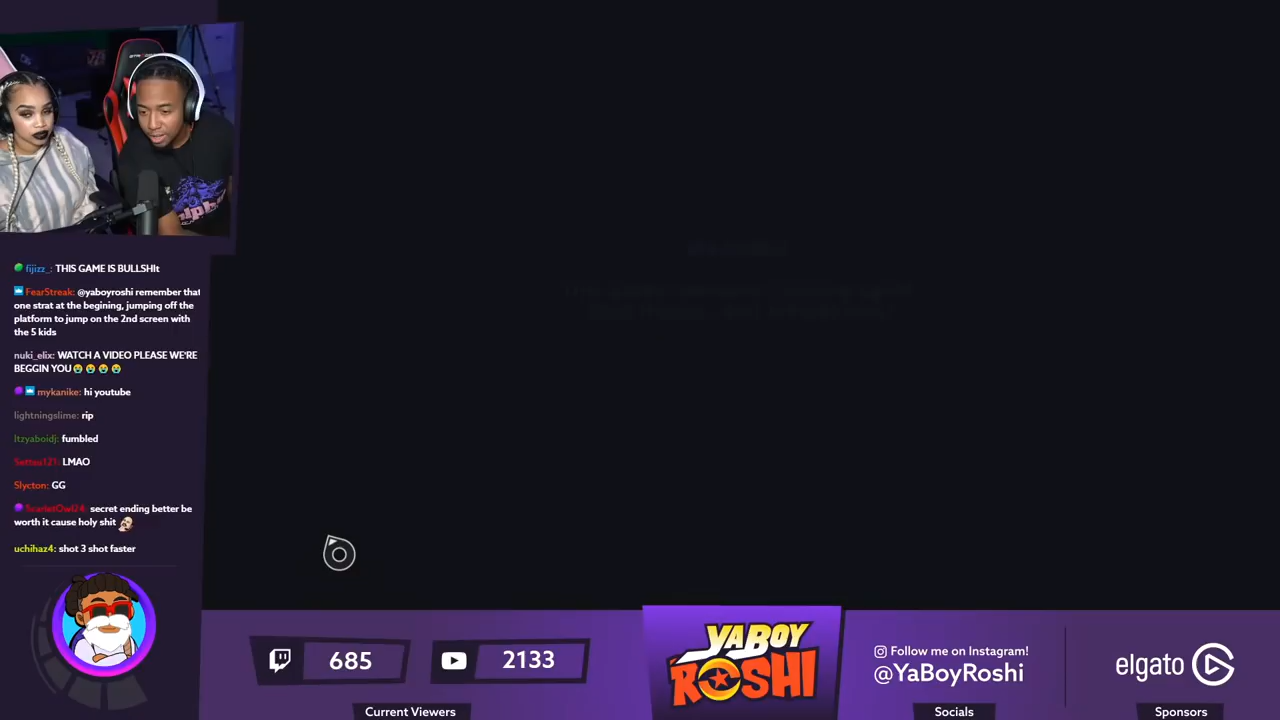 fijizz_: THIS GAME IS BULLSHIt
FearStreak: @yaboyroshi remember that
one strat at the begining, jumping off the
platform to jump on the 2nd screen with
the 5 kids
nuki_elix: WATCH A VIDEO PLEASE WE'RE
BEGGIN YOU😭😭😭😭
mykanike: hi youtube
lightningslime: rip
Itzyaboidj: fumbled
LMAO
Slycton: GG
ScarletOwl24: secret ending better be
worth it cause holy shit
uchihaz4: shot 3 shot faster
685
2133
Current Viewers
YABOY
ROSHI
Follow me on Instagram!
@YaBoyRoshi
Socials
elgato
Sponsors